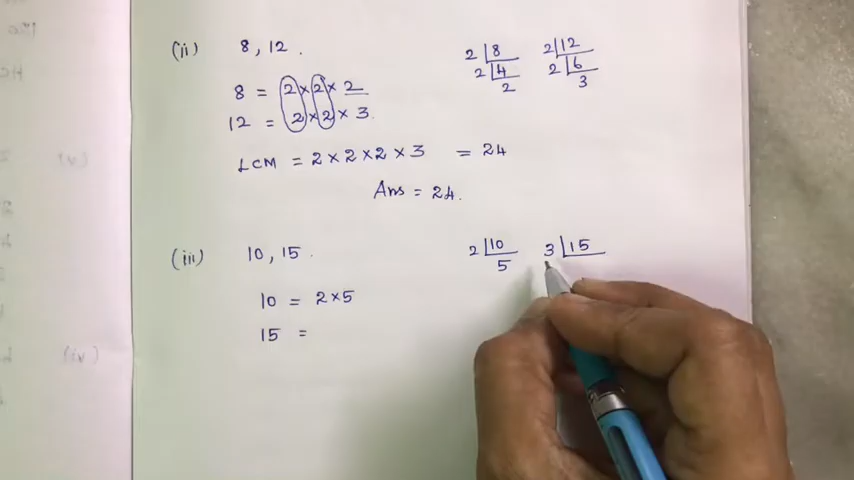 (ii) 8, 12.
2 | 8
2 | 4
2
2 | 12
2 | 6
3
8 = 2 × 2 × 2
12 = 2 × 2 × 3.
LCM = 2 × 2 × 2 × 3 = 24
Ans = 24.
(iii) 10, 15.
2 | 10
5
3 | 15
10 = 2 × 5
15 =
(v)
(iv)